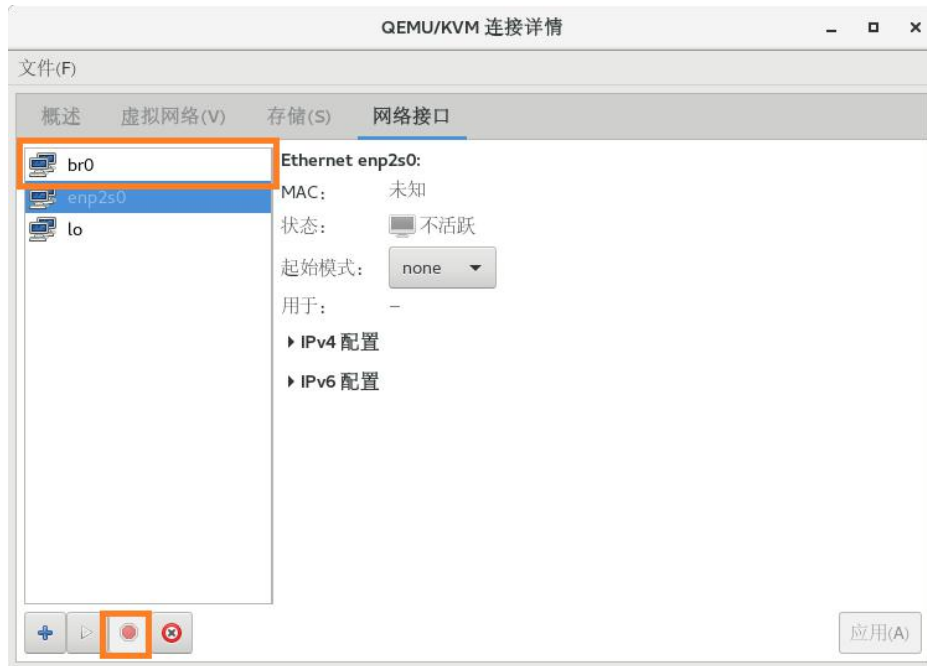 QEMU/KVM 连接详情
文件(F)
概述 虚拟网络(V) 存储(S) 网络接口
br0
enp2s0
lo
Ethernet enp2s0:
MAC: 未知
状态: 不活跃
起始模式: none
用于: –
IPv4 配置
IPv6 配置
应用(A)